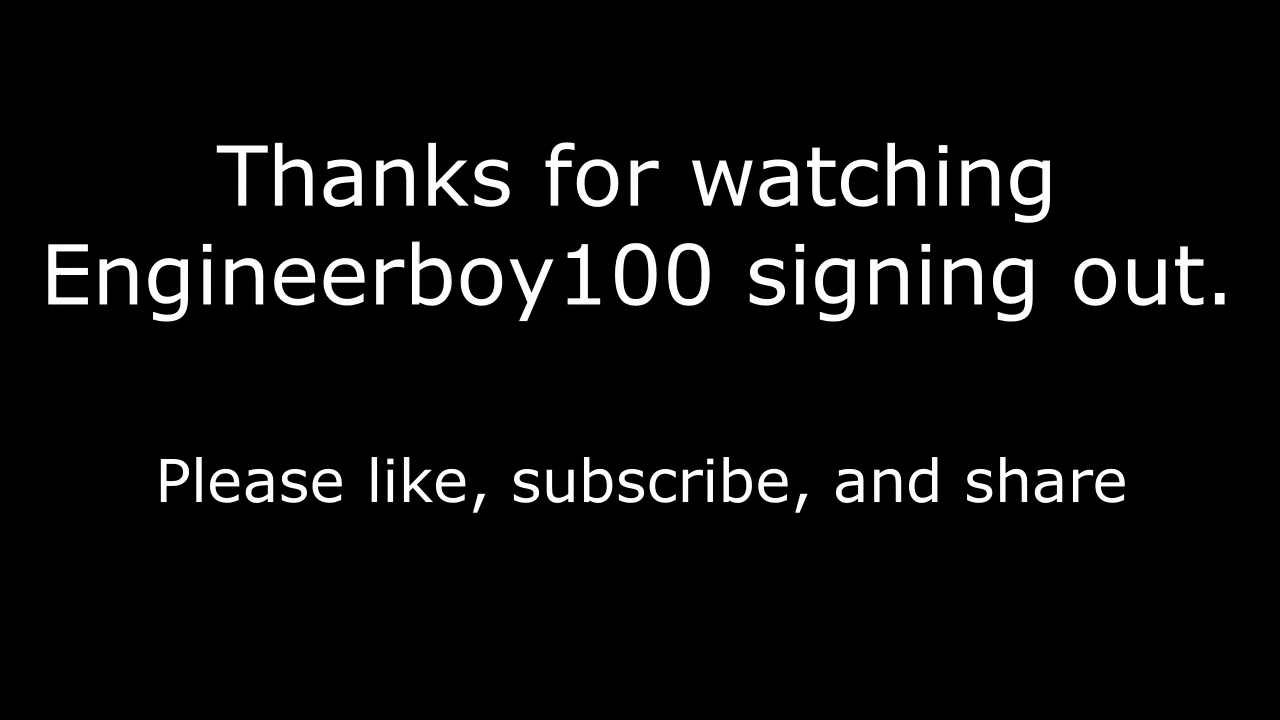 Thanks for watching
Engineerboy100 signing out.
Please like, subscribe, and share